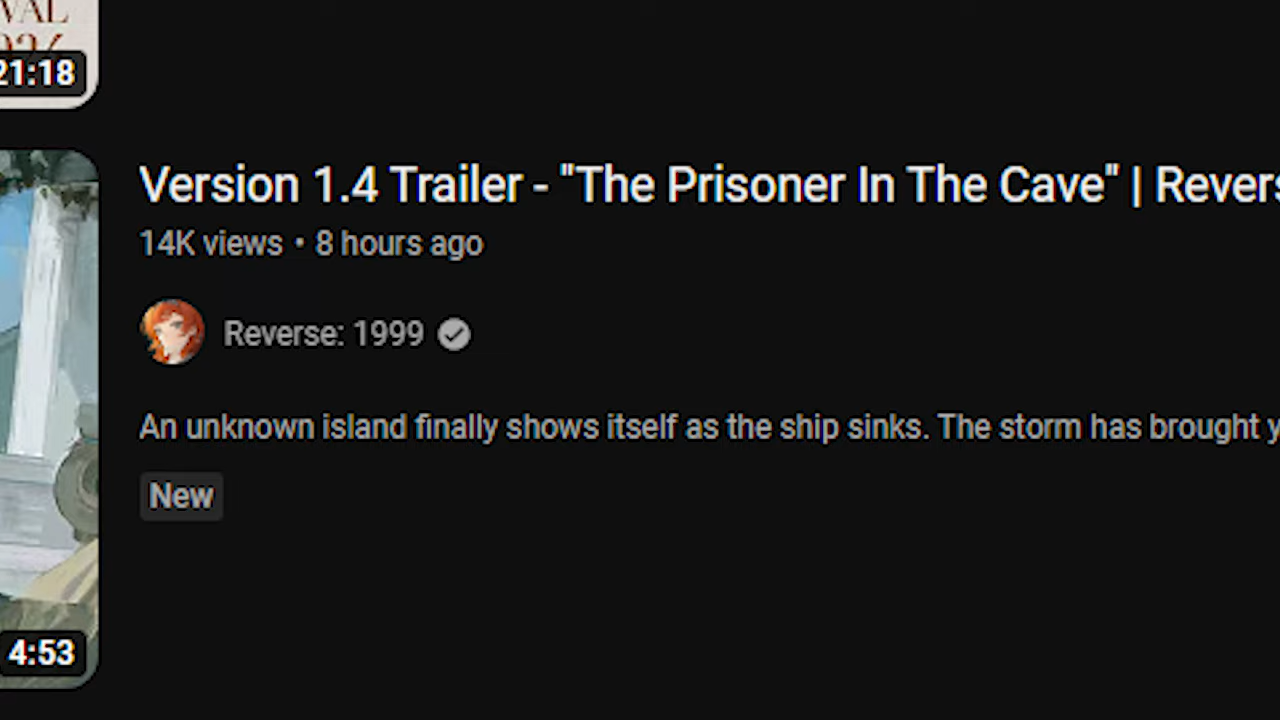 21:18
Version 1.4 Trailer - "The Prisoner In The Cave" |
14K views • 8 hours ago
Reverse: 1999
An unknown island finally shows itself as the ship sinks. The storm has brought
New
4:53